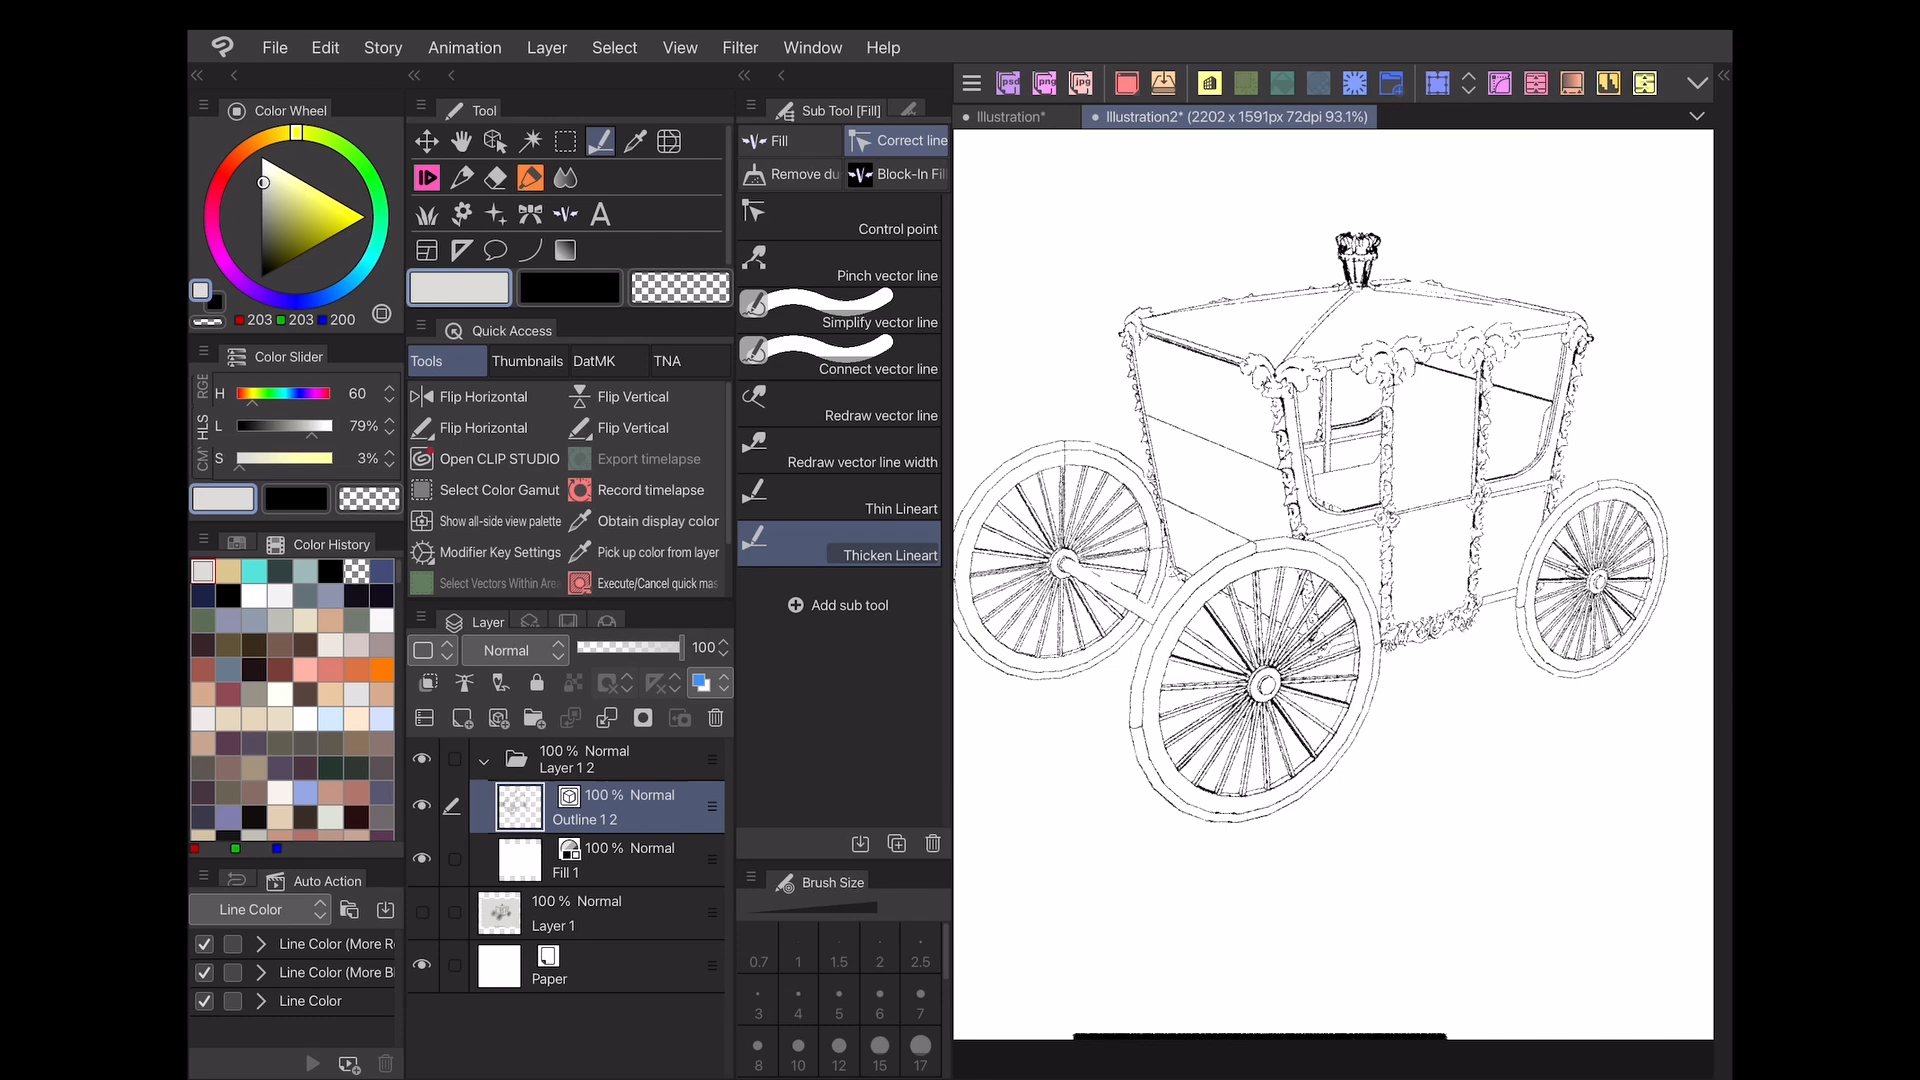 File Edit Story Animation Layer Select View Filter Window Help
Color Wheel
203 203 200
Color Slider
H 60
L 79%
S 3%
HLS
Color History
Auto Action
Line Color
Line Color (More R
Line Color (More B
Line Color
Tool
A
Quick Access
Tools Thumbnails DatMK TNA
Flip Horizontal Flip Vertical
Flip Horizontal Flip Vertical
Open CLIP STUDIO Export timelapse
Select Color Gamut Record timelapse
Show all-side view palette Obtain display color
Modifier Key Settings Pick up color from layer
Select Vectors Within Area Execute/Cancel quick mas
Layer
Normal 100
100 % Normal
Layer 1 2
100 % Normal
Outline 1 2
100 % Normal
Fill 1
100 % Normal
Layer 1
Paper
Sub Tool [Fill]
Fill Correct line
Remove du Block-In Fil
Control point
Pinch vector line
Simplify vector line
Connect vector line
Redraw vector line
Redraw vector line width
Thin Lineart
Thicken Lineart
Add sub tool
Brush Size
0.7 1 1.5 2 2.5
3 4 5 6 7
8 10 12 15 17
psd png jpg
Illustration* Illustration2* (2202 x 1591px 72dpi 93.1%)